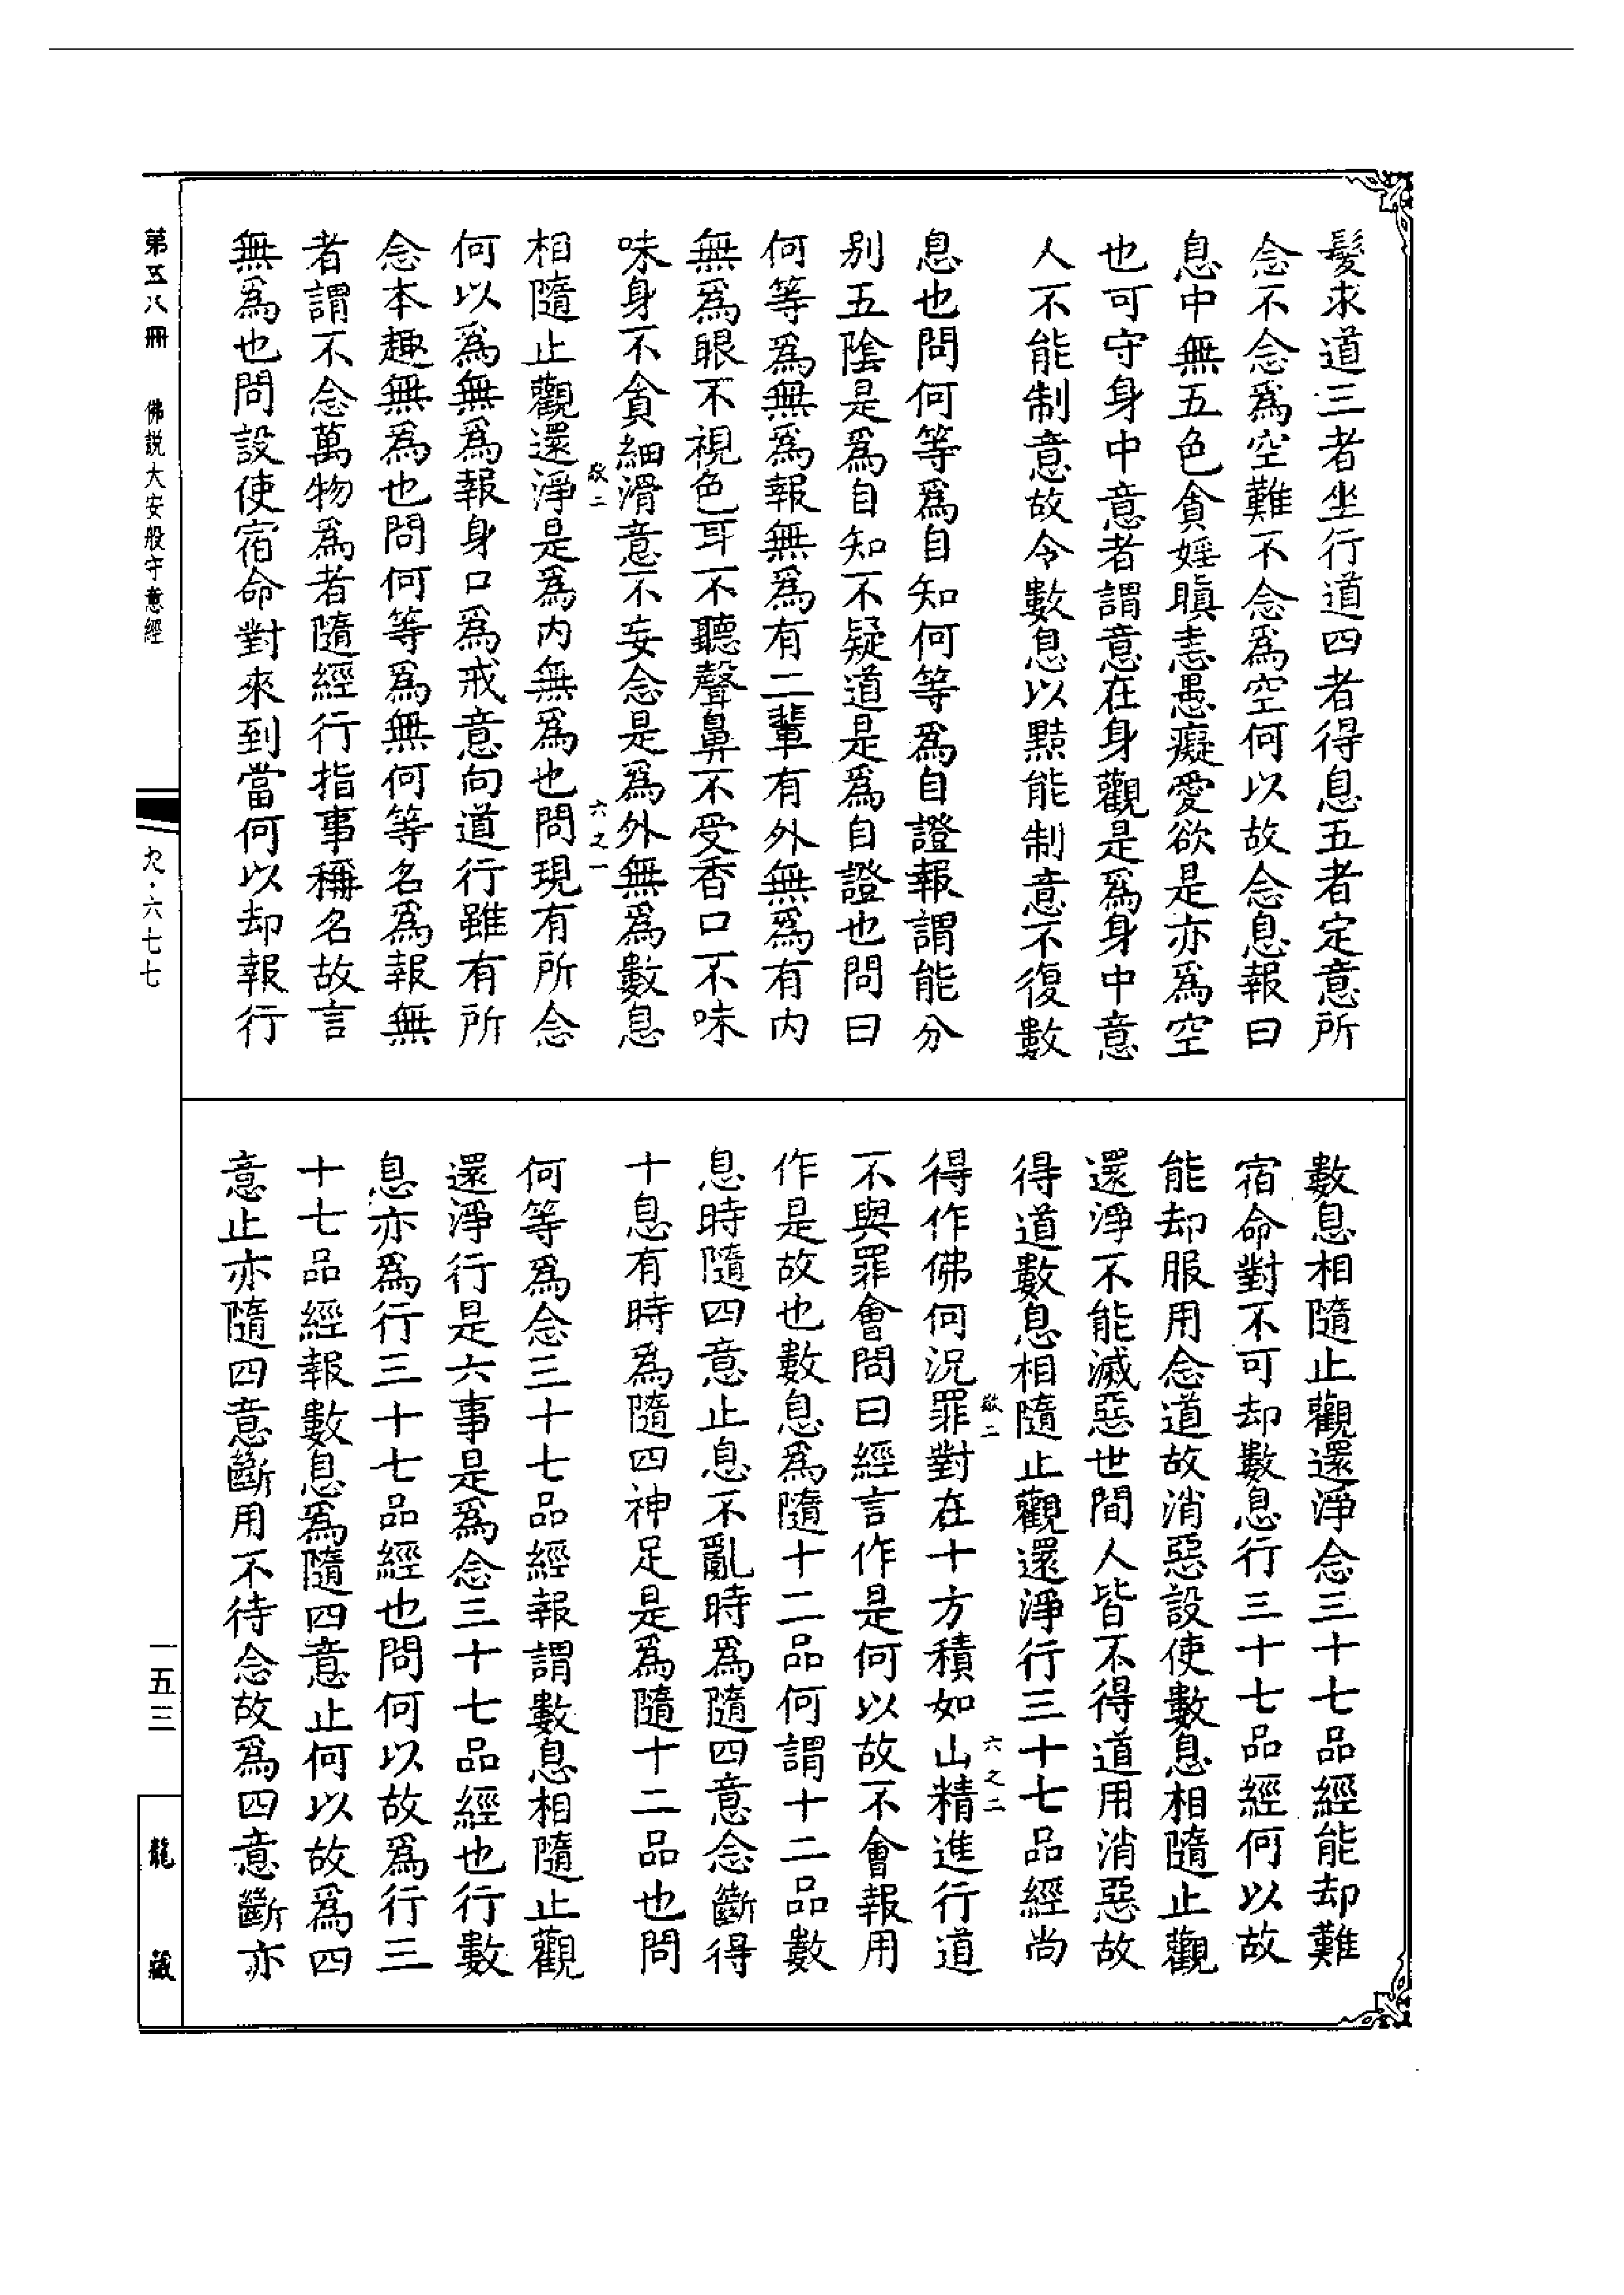 髮求道三者坐行道四者得息五者定意所
念不念爲空難不念爲空何以故念息報曰
息中無五色貪婬瞋恚愚癡愛欲是亦爲空
也可守身中意者謂意在身觀是爲身中意
人不能制意故令數息以黠能制意不復數
息也問何等爲自知何等爲自證報謂能分
别五陰是爲自知不疑道是爲自證也問曰
何等爲無爲報無爲有二輩有外無爲有内
無爲眼不視色耳不聽聲鼻不受香口不味
味身不貪細滑意不妄念是爲外無爲數息
敬二 六之一
相隨止觀還淨是爲内無爲也問現有所念
何以爲無爲報身口爲戒意向道行雖有所
念本趣無爲也問何等爲無何等名爲報無
者謂不念萬物爲者隨經行指事稱名故言
無爲也問設使宿命對來到當何以却報行
數息相隨止觀還淨念三十七品經能却難
宿命對不可却數息行三十七品經何以故
能却服用念道故消惡設使數息相隨止觀
還淨不能滅惡世間人皆不得道用消惡故
得道數息相隨止觀還淨行三十七品經尚
敬二 六之二
得作佛何況罪對在十方積如山精進行道
不與罪會問曰經言作是何以故不會報用
作是故也數息爲隨十二品何謂十二品數
息時隨四意止息不亂時爲隨四意念斷得
十息有時爲隨四神足是爲隨十二品也問
何等爲念三十七品經報謂數息相隨止觀
還淨行是六事是爲念三十七品經也行數
息亦爲行三十七品經也問何以故爲行三
十七品經報數息爲隨四意止何以故爲四
意止亦隨四意斷用不待念故爲四意斷亦
第五八冊 佛説大安般守意經
九·六七七
一五三
龍藏